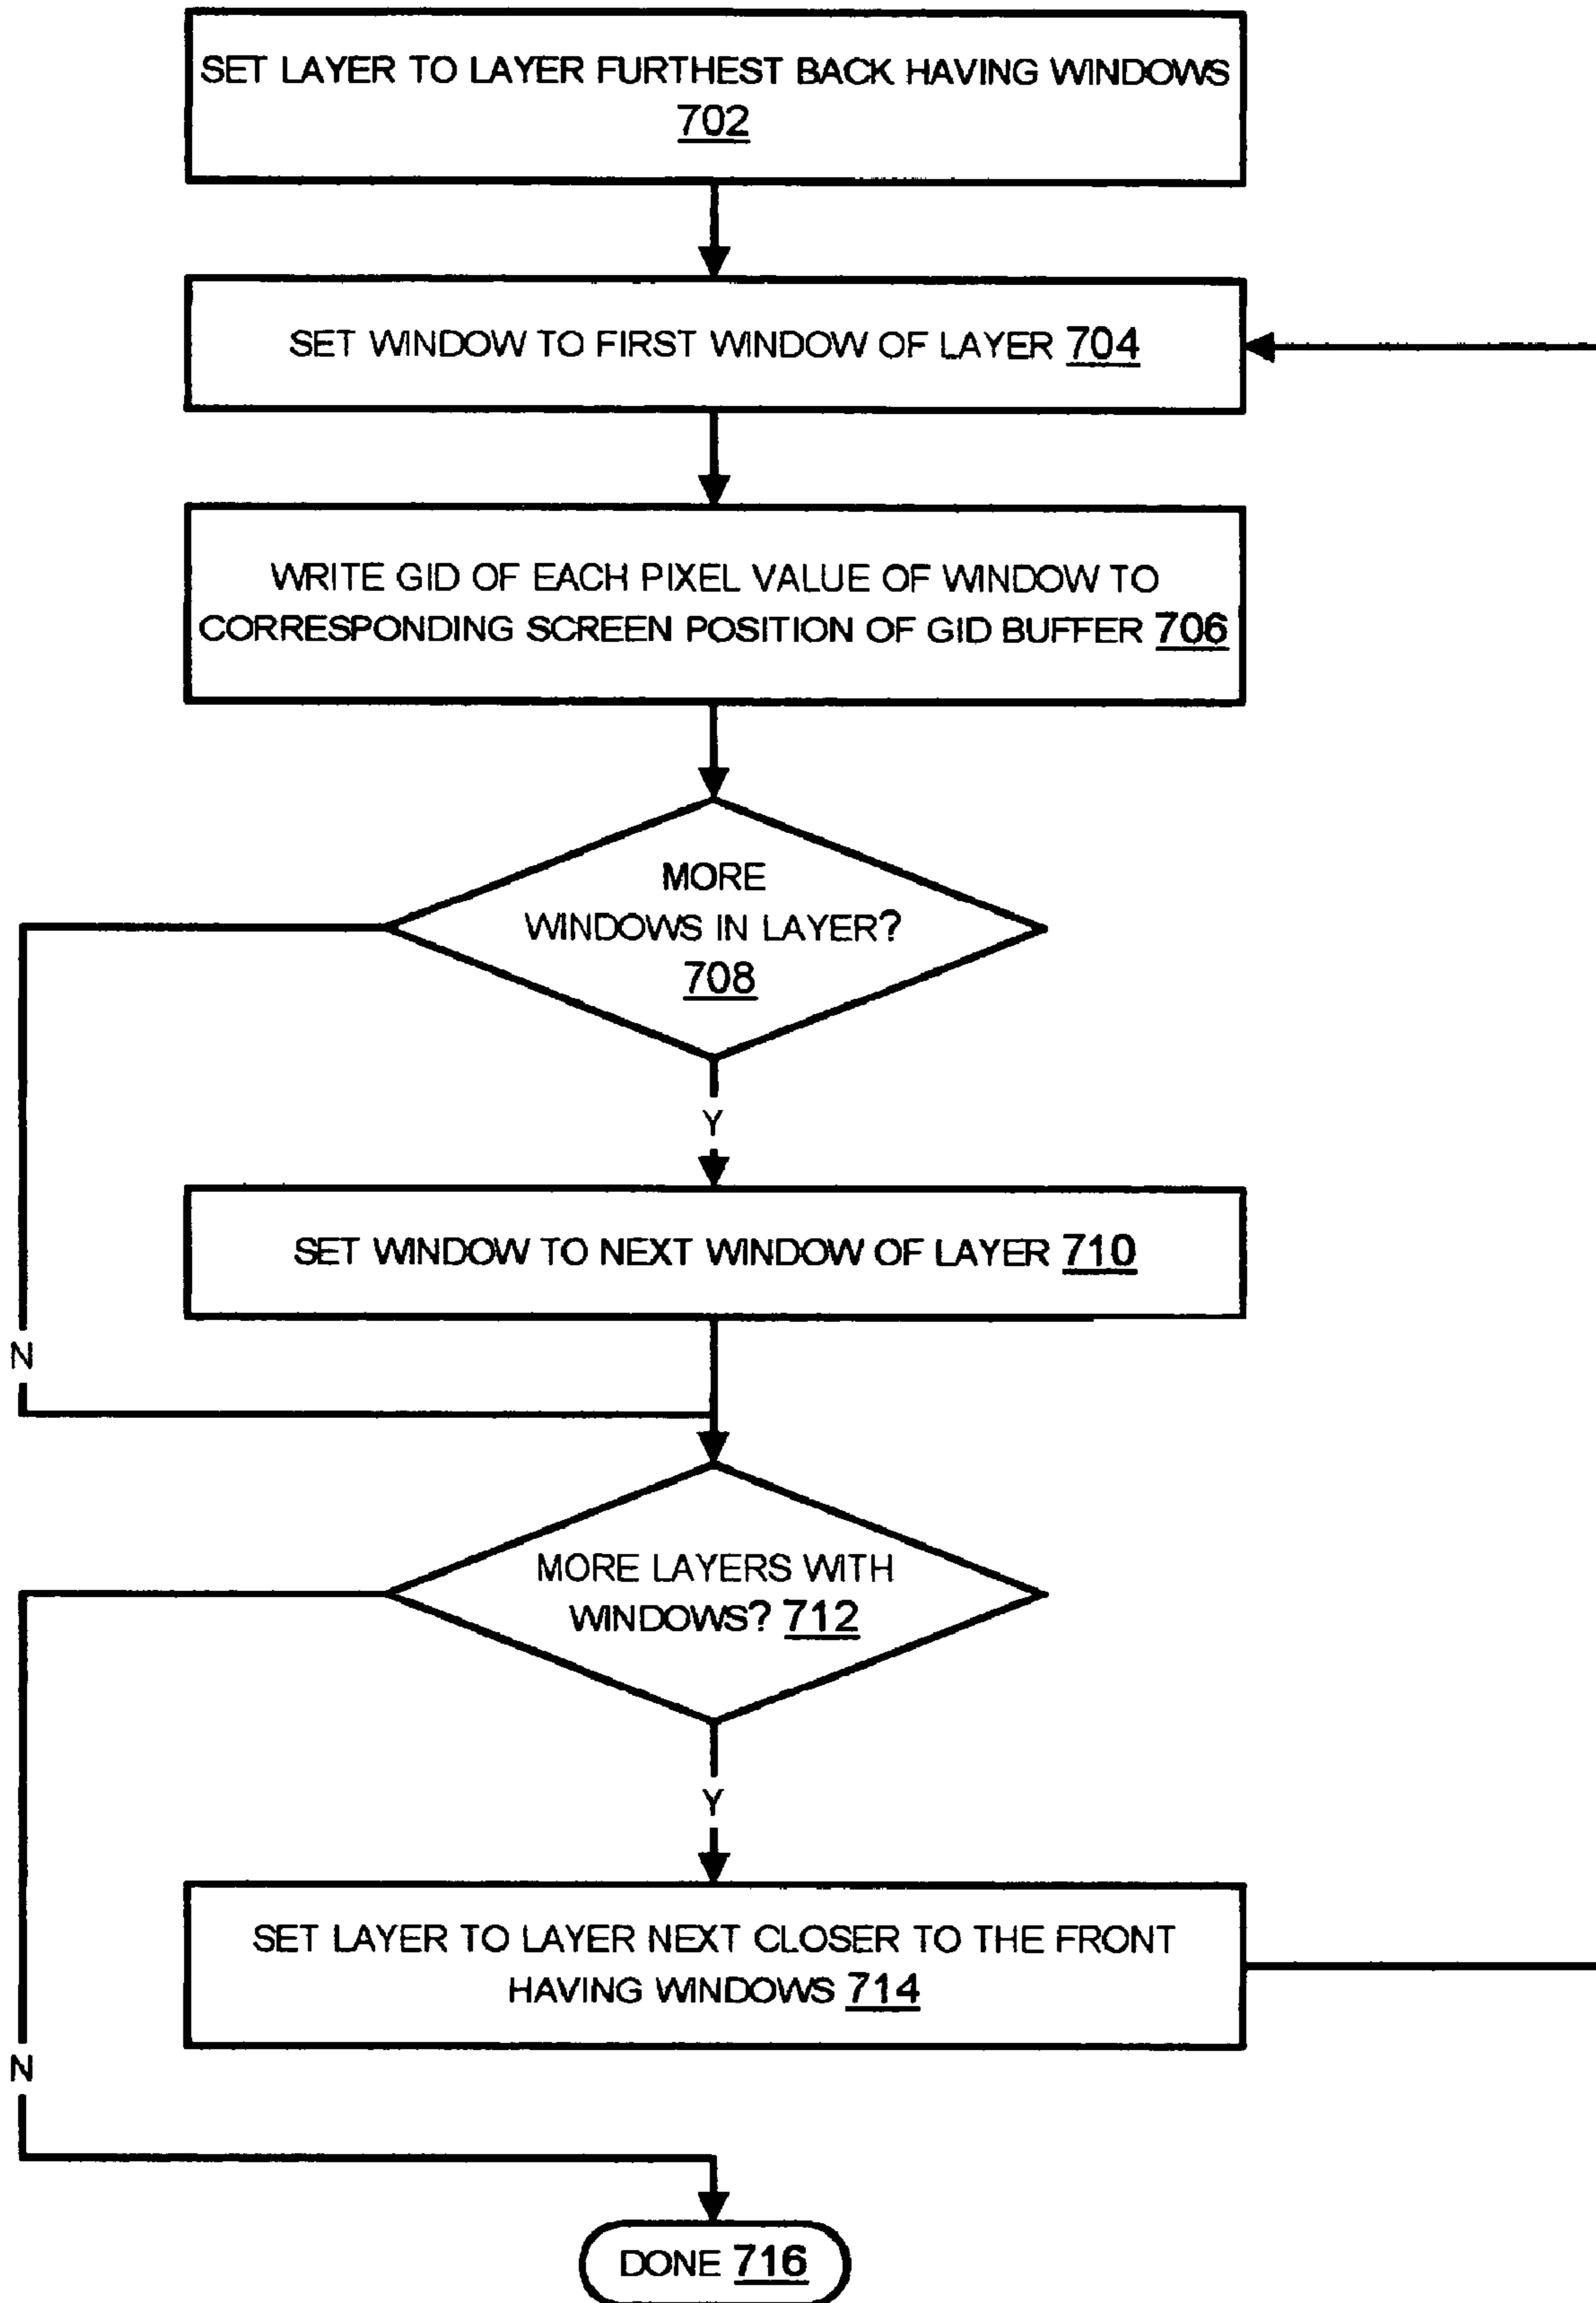 SET LAYER TO LAYER FURTHEST BACK HAVING WINDOWS
702
SET WINDOW TO FIRST WINDOW OF LAYER 704
WRITE GID OF EACH PIXEL VALUE OF WINDOW TO
CORRESPONDING SCREEN POSITION OF GID BUFFER 706
MORE
WINDOWS IN LAYER?
708
Y
SET WINDOW TO NEXT WINDOW OF LAYER 710
N
MORE LAYERS WITH
WINDOWS? 712
Y
SET LAYER TO LAYER NEXT CLOSER TO THE FRONT
HAVING WINDOWS 714
N
DONE 716